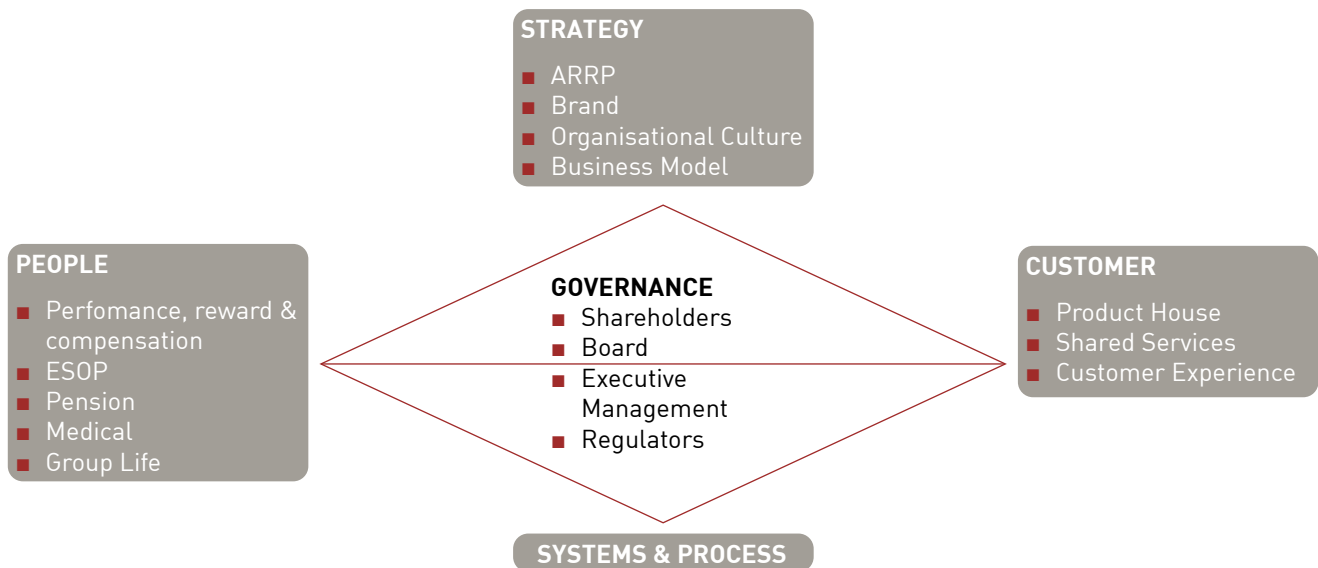 STRATEGY
■ ARRP
■ Brand
■ Organisational Culture
■ Business Model
PEOPLE
■ Perfomance, reward &
compensation
■ ESOP
■ Pension
■ Medical
■ Group Life
GOVERNANCE
■ Shareholders
■ Board
■ Executive
Management
■ Regulators
CUSTOMER
■ Product House
■ Shared Services
■ Customer Experience
SYSTEMS & PROCESS